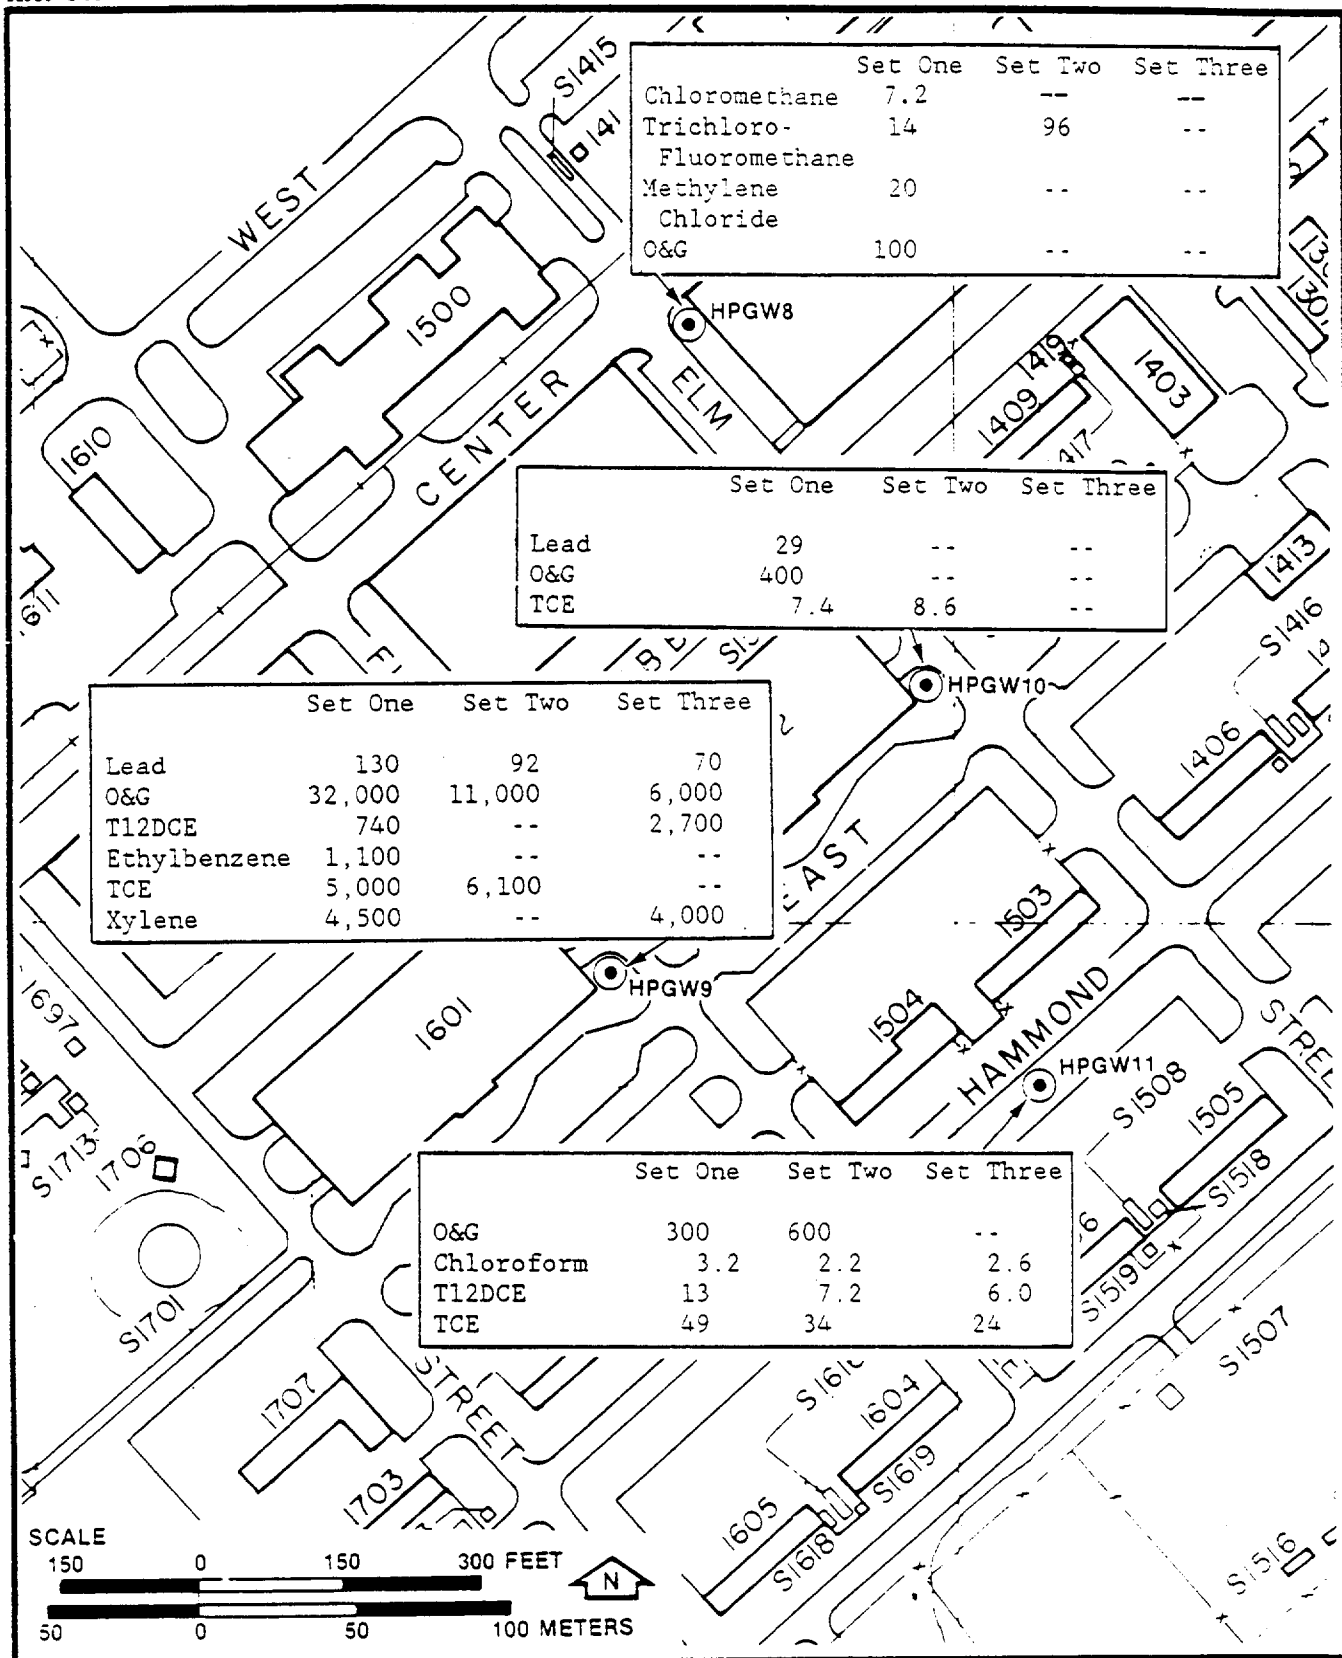 Set One Set Two Set Three
Chloromethane 7.2 -- --
Trichloro- 14 96 --
Fluoromethane
Methylene 20 -- --
Chloride
O&G 100 -- --
S1415
141
WEST
1500
HPGW8
ELM
CENTER
1610
1409
1403
1413
S1416
Set One Set Two Set Three
Lead 29 -- --
O&G 400 -- --
TCE 7.4 8.6 --
HPGW10
1406
Set One Set Two Set Three
Lead 130 92 70
O&G 32,000 11,000 6,000
T12DCE 740 -- 2,700
Ethylbenzene 1,100 -- --
TCE 5,000 6,100 --
Xylene 4,500 -- 4,000
EAST
1503
HPGW9
1601
1504
HAMMOND
HPGW11
S1508
1505
S1518
1697
S1713
1706
S1701
Set One Set Two Set Three
O&G 300 600 --
Chloroform 3.2 2.2 2.6
T12DCE 13 7.2 6.0
TCE 49 34 24
S1519
S1507
1707
STREET
1703
1604
S1619
1605
S1618
S1516
SCALE
150 0 150 300 FEET
N
50 0 50 100 METERS